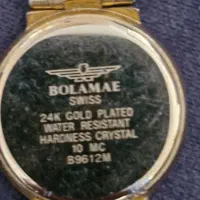 BOLAMAE
SWISS
24K GOLD PLATED
WATER RESISTANT
HARDNESS CRYSTAL
10 MC
B9612M